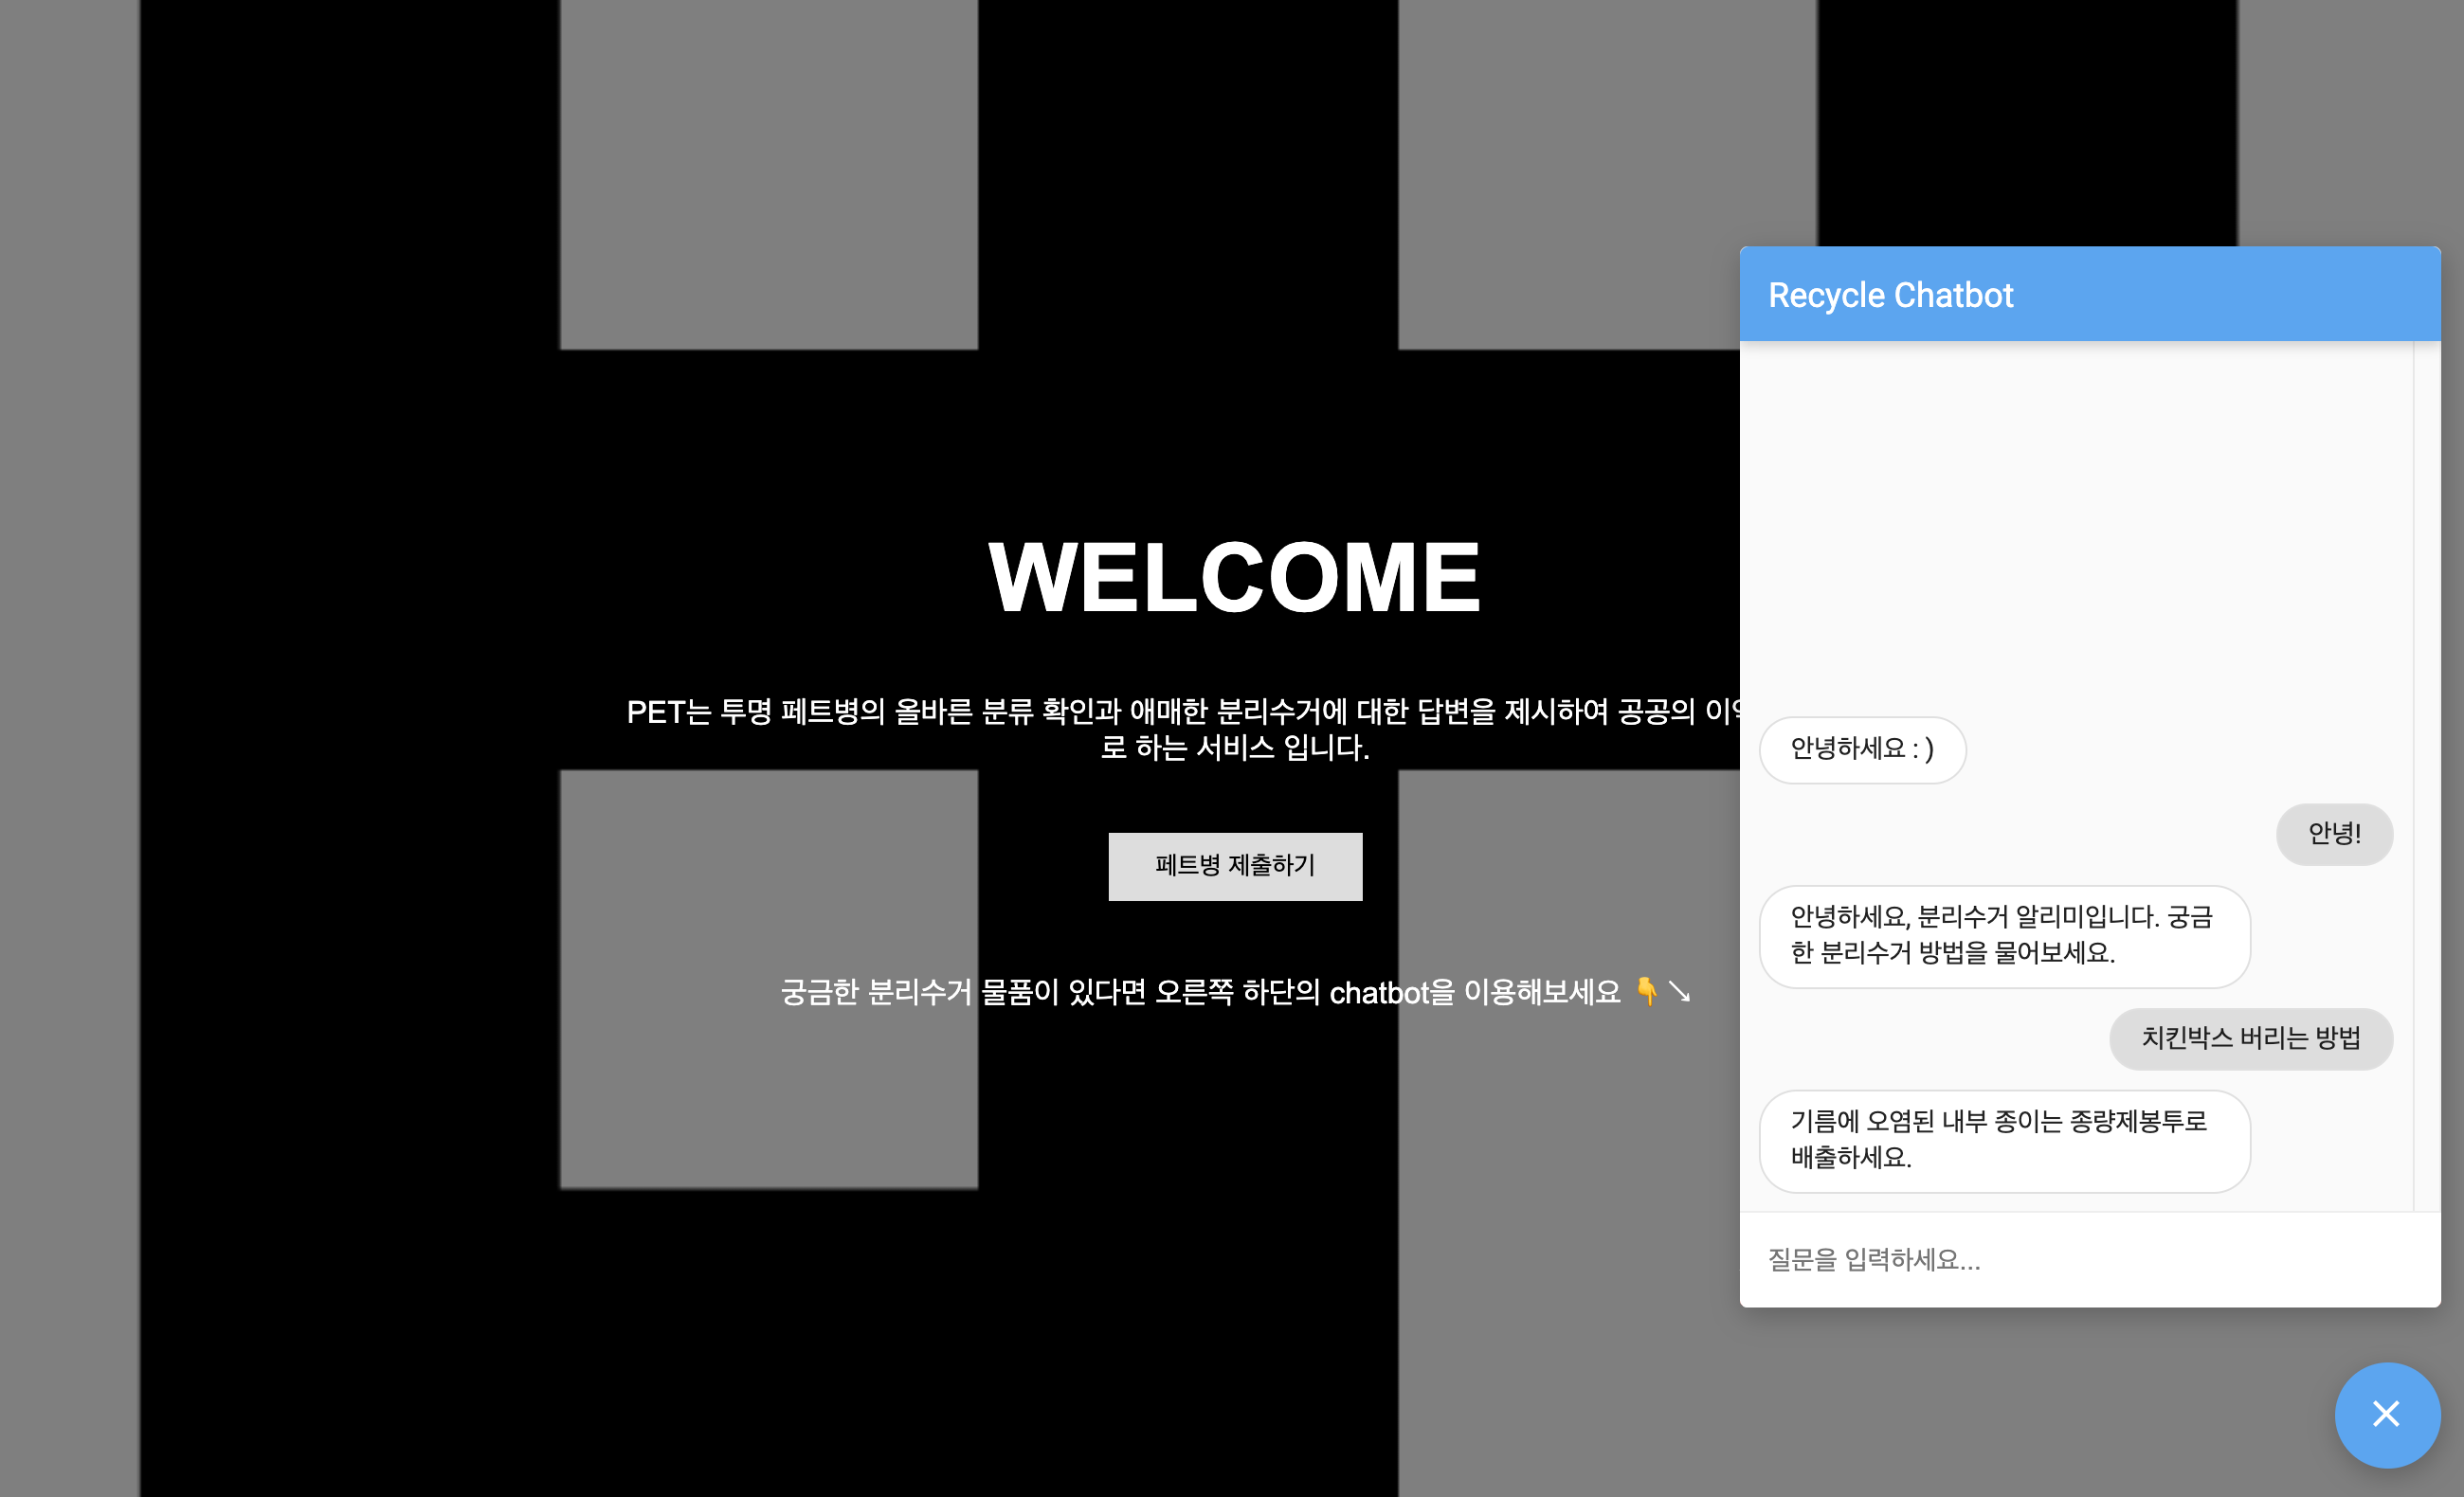 WELCOME
PET는 투명 페트병의 올바른 분류 확인과 애매한 분리수거에 대한 답변을 제시하여 공공의
로 하는 서비스 입니다.
페트병 제출하기
궁금한 분리수거 물품이 있다면 오른쪽 하단의 chatbot을 이용해보세요 👇↘
Recycle Chatbot
안녕하세요 : )
안녕!
안녕하세요, 분리수거 알리미입니다. 궁금
한 분리수거 방법을 물어보세요.
치킨박스 버리는 방법
기름에 오염된 내부 종이는 종량제봉투로
배출하세요.
질문을 입력하세요...